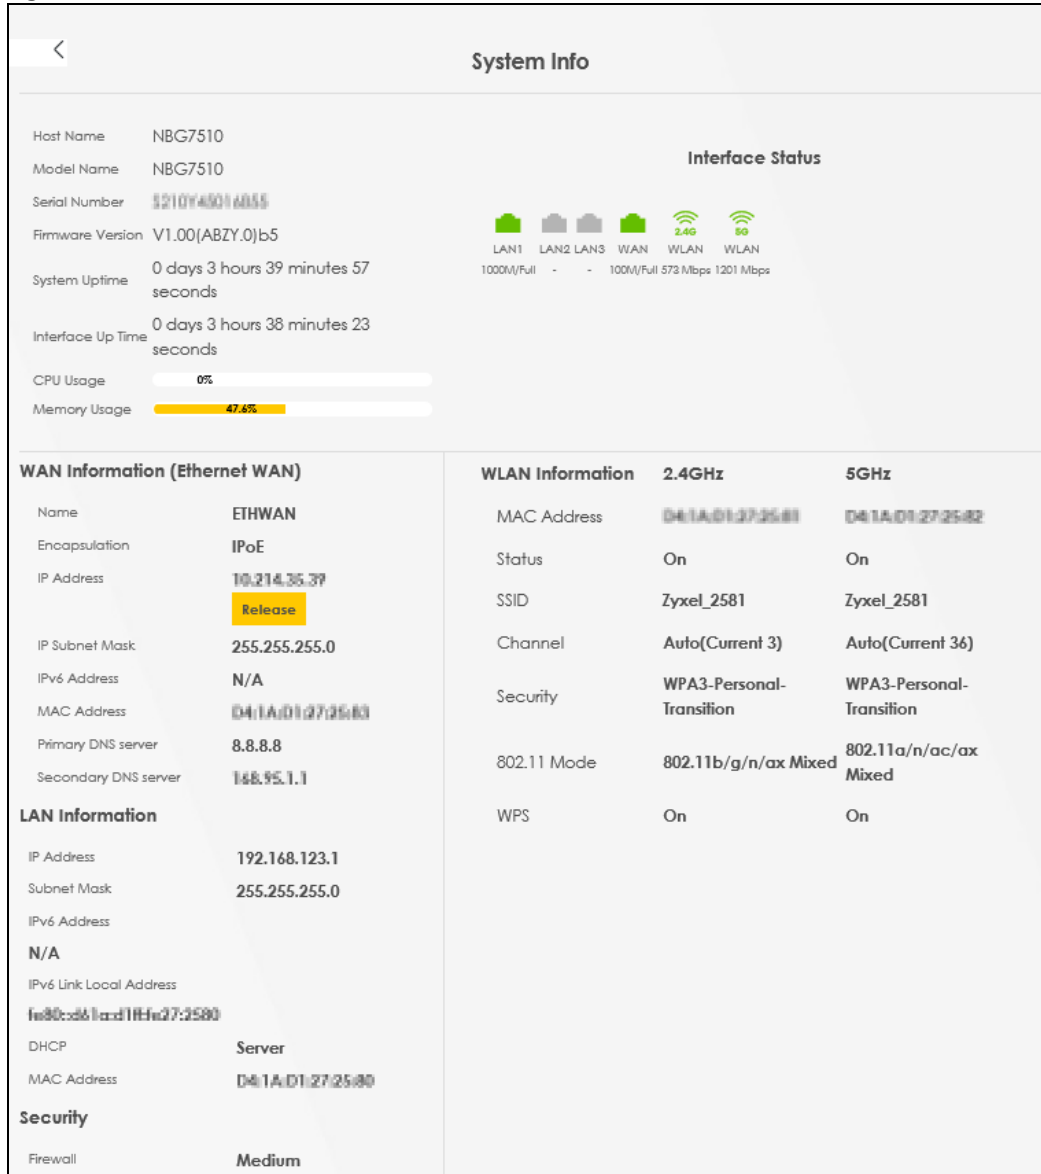 System Info
Host Name NBG7510
Model Name NBG7510
Serial Number
Firmware Version V1.00(ABZY.0)b5
System Uptime 0 days 3 hours 39 minutes 57
seconds
Interface Up Time 0 days 3 hours 38 minutes 23
seconds
CPU Usage 0%
Memory Usage 47.6%
Interface Status
2.4G 5G
LAN1 LAN2 LAN3 WAN WLAN WLAN
1000M/Full - - 100M/Full 573 Mbps 1201 Mbps
WAN Information (Ethernet WAN)
Name ETHWAN
Encapsulation IPoE
IP Address
Release
IP Subnet Mask 255.255.255.0
IPv6 Address N/A
MAC Address
Primary DNS server 8.8.8.8
Secondary DNS server
LAN Information
IP Address 192.168.123.1
Subnet Mask 255.255.255.0
IPv6 Address
N/A
IPv6 Link Local Address
DHCP Server
MAC Address
Security
Firewall Medium
WLAN Information 2.4GHz 5GHz
MAC Address
Status On On
SSID Zyxel_2581 Zyxel_2581
Channel Auto(Current 3) Auto(Current 36)
Security WPA3-Personal- WPA3-Personal-
Transition Transition
802.11 Mode 802.11b/g/n/ax Mixed 802.11a/n/ac/ax
Mixed
WPS On On